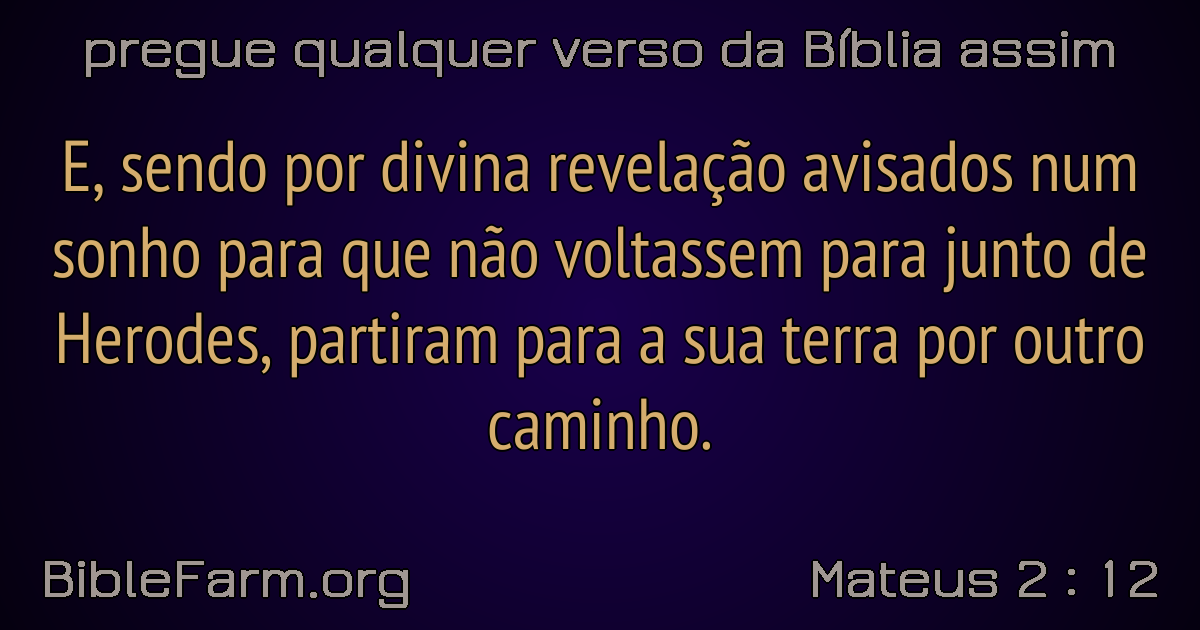 pregue qualquer verso da Bíblia assim
E, sendo por divina revelação avisados num
sonho para que não voltassem para junto de
Herodes, partiram para a sua terra por outro
caminho.
BibleFarm.org
Mateus 2 : 12